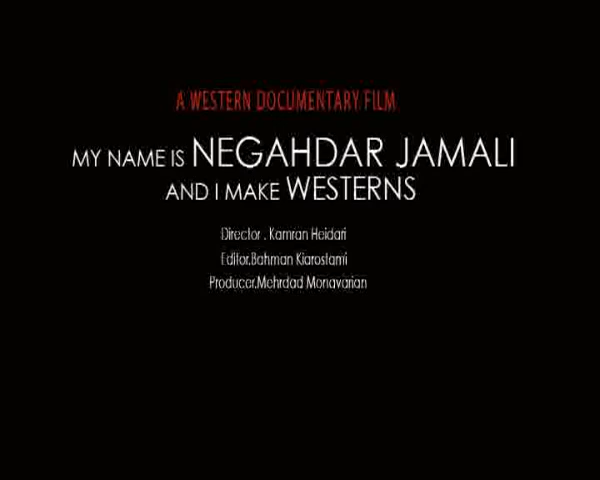 A WESTERN DOCUMENTARY FILM
MY NAME IS NEGAHDAR JAMALI
AND I MAKE WESTERNS
Director . Kamran Heidari
Editor.Bahman Kiarostami
Producer.Mehrdad Monavarian